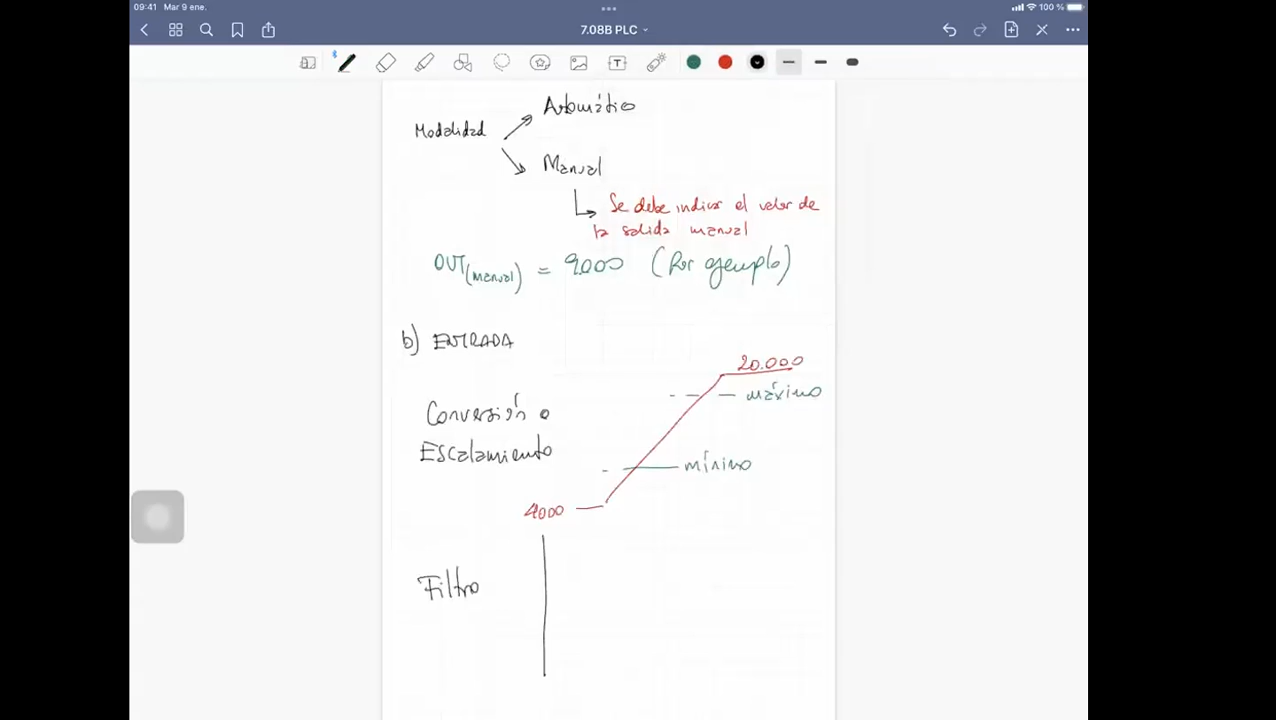 09:41 Mar 9 ene.
100 %
7.08B PLC
Modalidad
Automático
Manual
Se debe indicar el valor de
la salida manual
OUT(manual) = 9000 (Por ejemplo)
b) ENTRADA
20.000
máximo
Conversión o
Escalamiento
mínimo
4000
Filtro